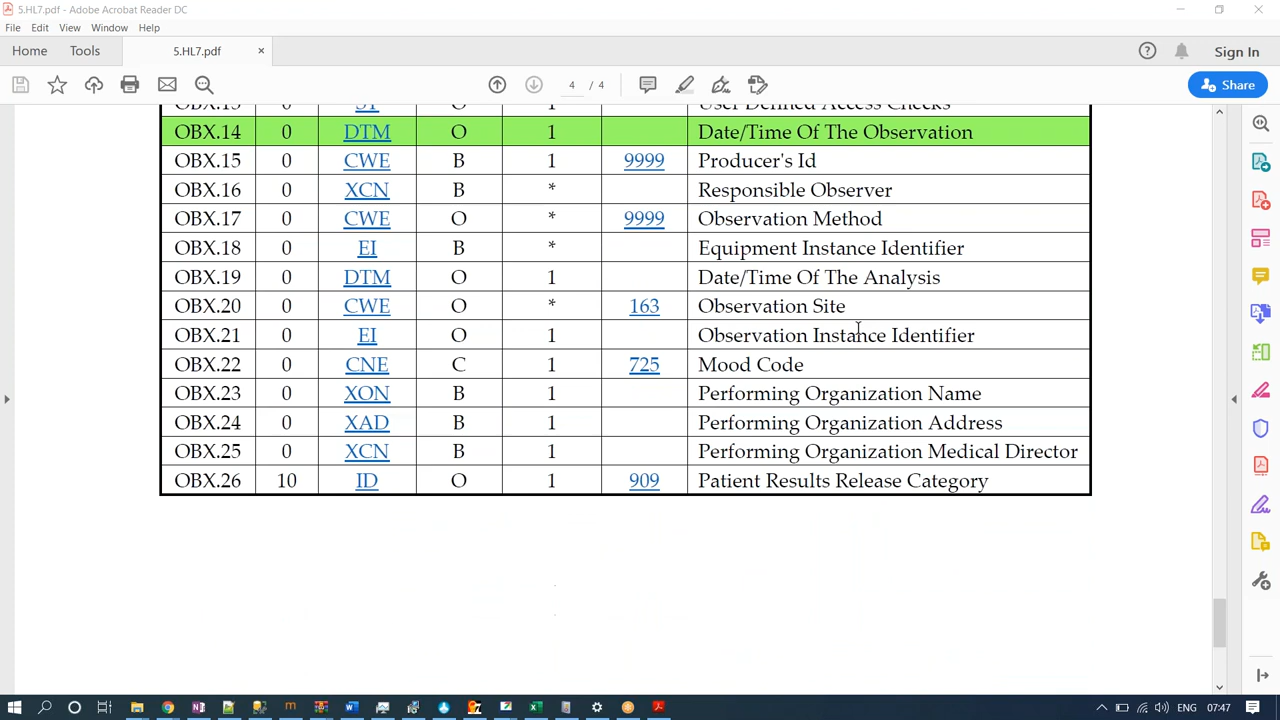 5.HL7.pdf - Adobe Acrobat Reader DC
File Edit View Window Help
Home Tools 5.HL7.pdf × Sign In
4 / 4 Share
OBX.13 0 ST O 1 User Defined Access Checks
OBX.14 0 DTM O 1 Date/Time Of The Observation
OBX.15 0 CWE B 1 9999 Producer's Id
OBX.16 0 XCN B * Responsible Observer
OBX.17 0 CWE O * 9999 Observation Method
OBX.18 0 EI B * Equipment Instance Identifier
OBX.19 0 DTM O 1 Date/Time Of The Analysis
OBX.20 0 CWE O * 163 Observation Site
OBX.21 0 EI O 1 Observation Instance Identifier
OBX.22 0 CNE C 1 725 Mood Code
OBX.23 0 XON B 1 Performing Organization Name
OBX.24 0 XAD B 1 Performing Organization Address
OBX.25 0 XCN B 1 Performing Organization Medical Director
OBX.26 10 ID O 1 909 Patient Results Release Category
ENG 07:47